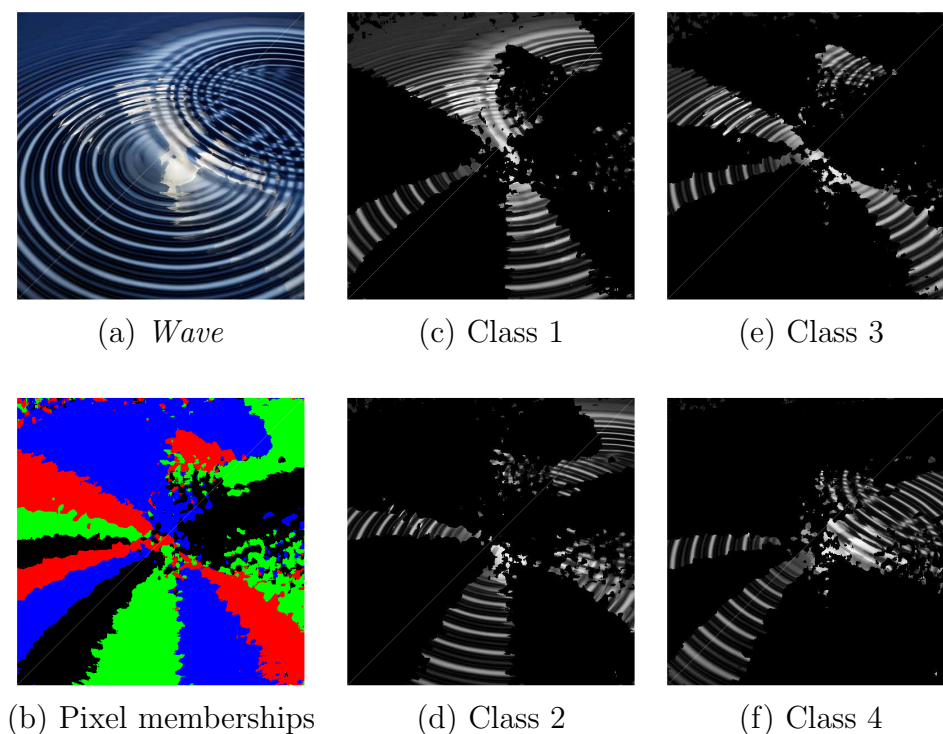 (a) Wave
(c) Class 1
(e) Class 3
(b) Pixel memberships
(d) Class 2
(f) Class 4